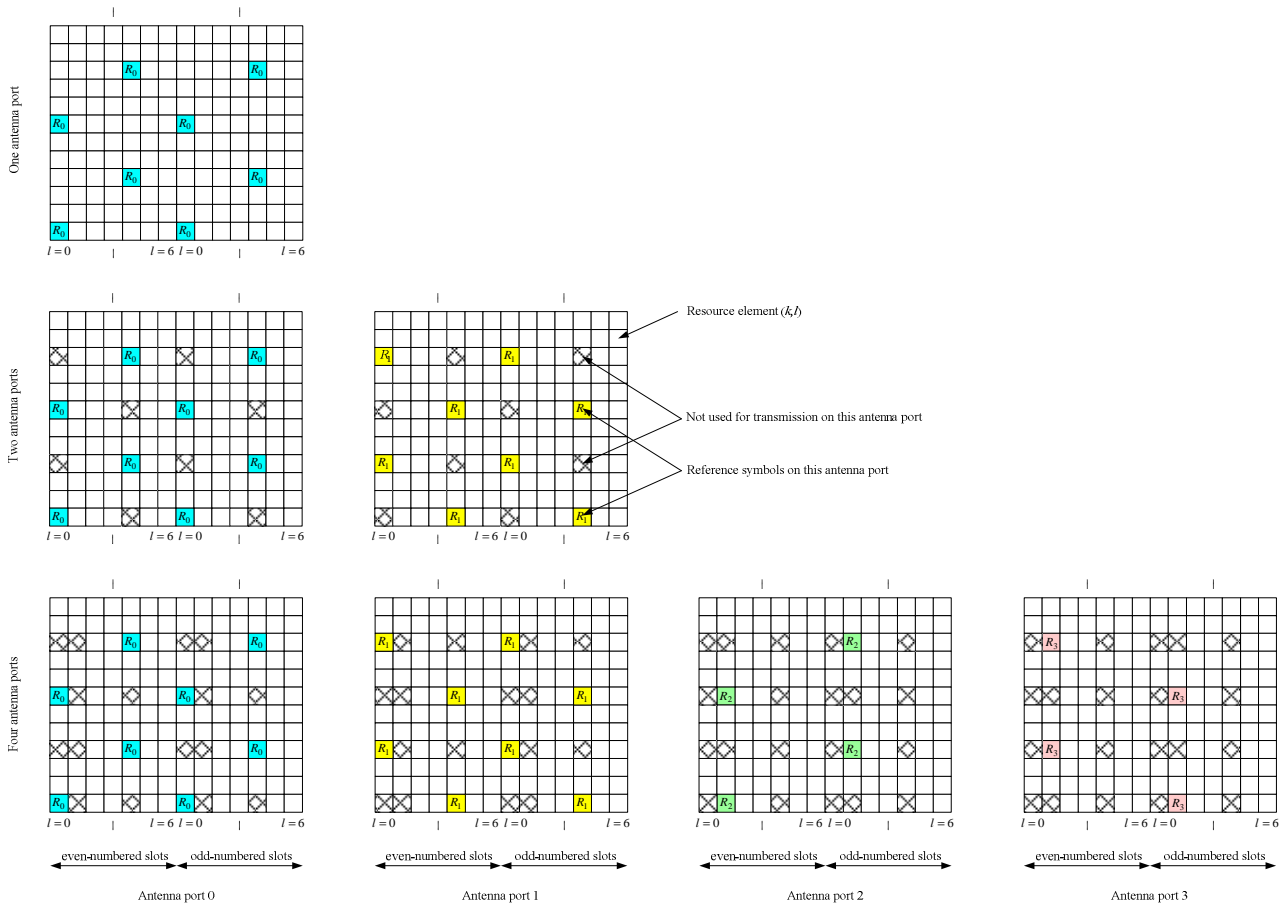 One antenna port
R₀ R₀
R₀ R₀
R₀ R₀
R₀ R₀
l = 0 l = 6 l = 0 l = 6
Two antenna ports
Resource element (k,l)
R₀ R₀ R₁ R₁
R₀ R₀ R₁ R₁
Not used for transmission on this antenna port
R₀ R₀ R₁ R₁
Reference symbols on this antenna port
R₀ R₀ R₁ R₁
l = 0 l = 6 l = 0 l = 6 l = 0 l = 6 l = 0 l = 6
Four antenna ports
R₀ R₀ R₁ R₁ R₂ R₃
R₀ R₀ R₁ R₁ R₂ R₃
R₀ R₀ R₁ R₁ R₂ R₃
R₀ R₀ R₁ R₁ R₂ R₃
l = 0 l = 6 l = 0 l = 6 l = 0 l = 6 l = 0 l = 6 l = 0 l = 6 l = 0 l = 6 l = 0 l = 6 l = 0 l = 6
even-numbered slots odd-numbered slots even-numbered slots odd-numbered slots even-numbered slots odd-numbered slots even-numbered slots odd-numbered slots
Antenna port 0 Antenna port 1 Antenna port 2 Antenna port 3